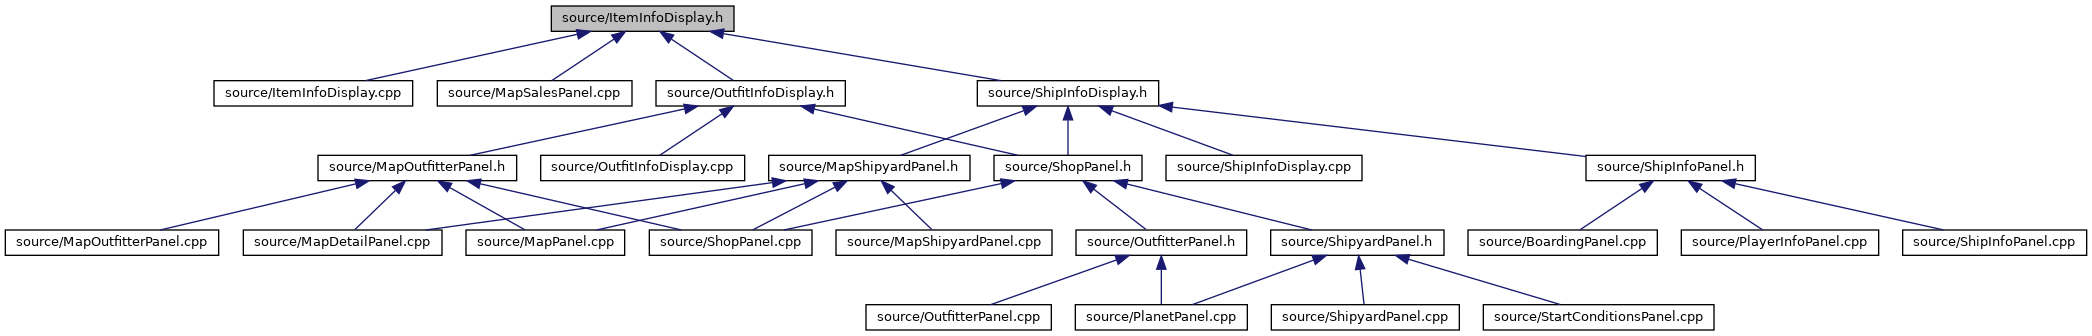 source/ItemInfoDisplay.h
source/ItemInfoDisplay.cpp
source/MapSalesPanel.cpp
source/OutfitInfoDisplay.h
source/ShipInfoDisplay.h
source/MapOutfitterPanel.h
source/OutfitInfoDisplay.cpp
source/MapShipyardPanel.h
source/ShopPanel.h
source/ShipInfoDisplay.cpp
source/ShipInfoPanel.h
source/MapOutfitterPanel.cpp
source/MapDetailPanel.cpp
source/MapPanel.cpp
source/ShopPanel.cpp
source/MapShipyardPanel.cpp
source/OutfitterPanel.h
source/ShipyardPanel.h
source/BoardingPanel.cpp
source/PlayerInfoPanel.cpp
source/ShipInfoPanel.cpp
source/OutfitterPanel.cpp
source/PlanetPanel.cpp
source/ShipyardPanel.cpp
source/StartConditionsPanel.cpp